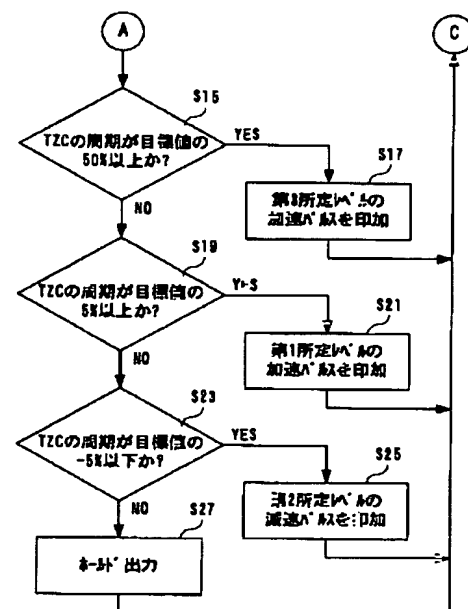 A
C
S15
TZCの周期が目標値の
50%以上か?
YES
S17
第3所定レベルの
加速パルスを印加
NO
S19
TZCの周期が目標値の
5%以上か?
YES
S21
第1所定レベルの
加速パルスを印加
NO
S23
TZCの周期が目標値の
-5%以下か?
YES
S25
第2所定レベルの
減速パルスを印加
NO
S27
ホールド出力